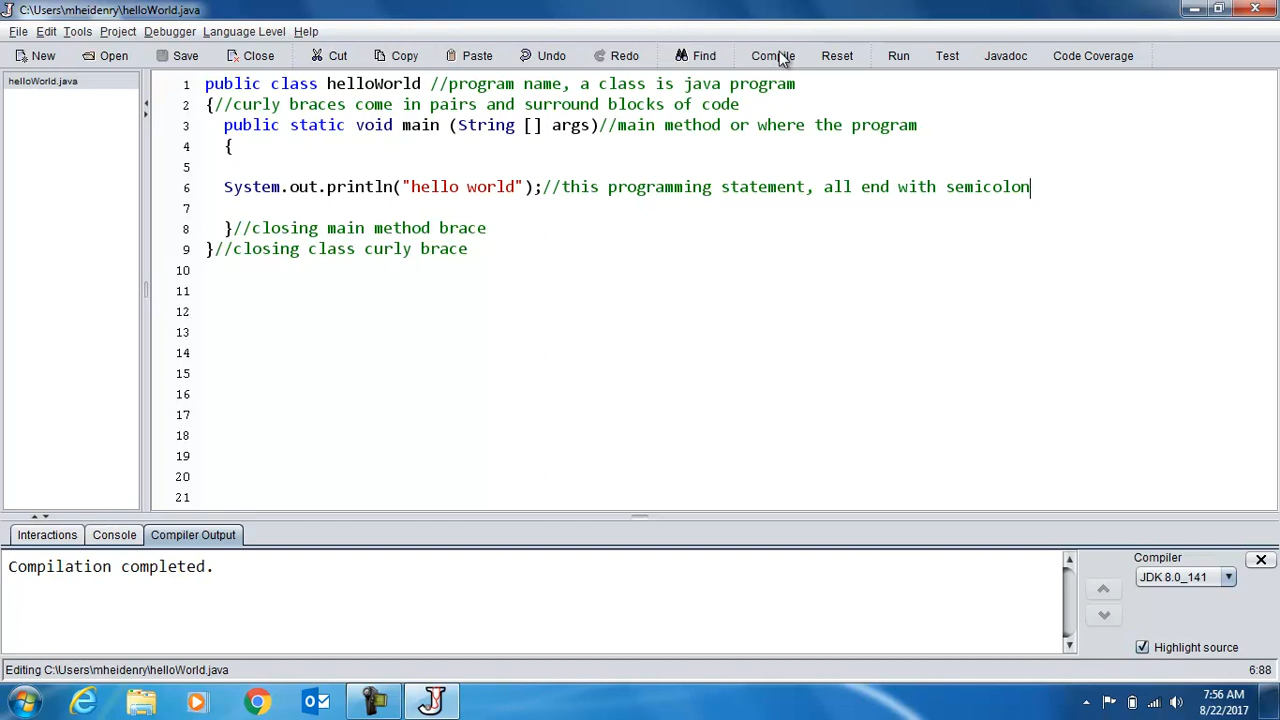 C:\Users\mheidenry\helloWorld.java
File Edit Tools Project Debugger Language Level Help
New Open Save Close Cut Copy Paste Undo Redo Find Compile Reset Run Test Javadoc Code Coverage
helloWorld.java
1 public class helloWorld //program name, a class is java program
2 {//curly braces come in pairs and surround blocks of code
3 public static void main (String [] args)//main method or where the program
4 {
5
6 System.out.println("hello world");//this programming statement, all end with semicolon
7
8 }//closing main method brace
9 }//closing class curly brace
10
11
12
13
14
15
16
17
18
19
20
21
Interactions Console Compiler Output
Compilation completed.
Compiler
JDK 8.0_141
Highlight source
Editing C:\Users\mheidenry\helloWorld.java 6:88
7:56 AM
8/22/2017